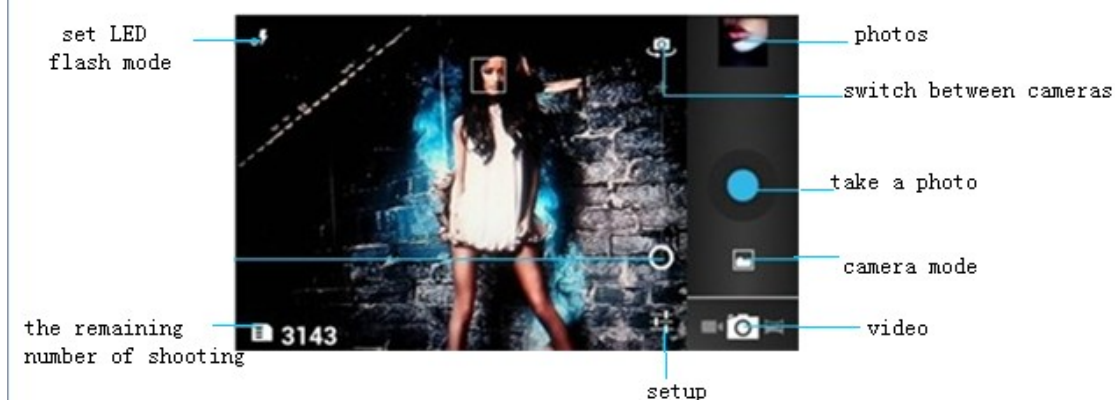 set LED
flash mode
photos
switch between cameras
take a photo
camera mode
the remaining
number of shooting
3143
video
setup